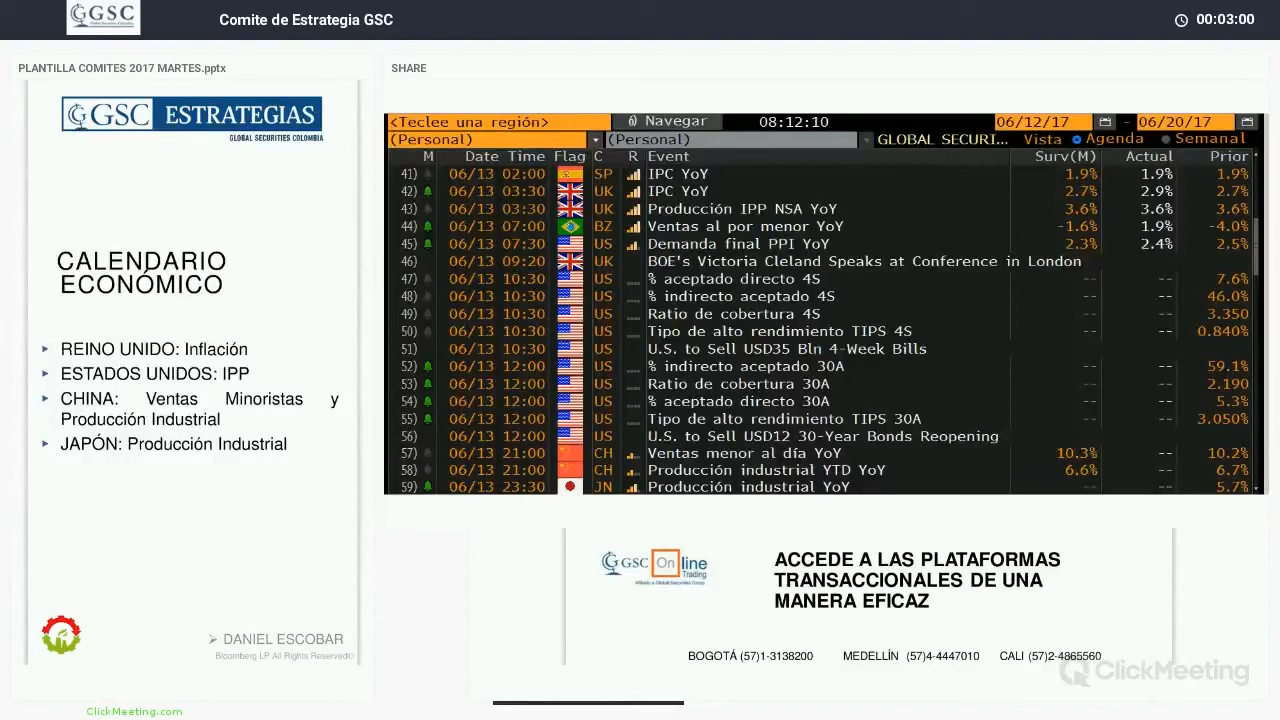 GSC
Comite de Estrategia GSC
00:03:00
PLANTILLA COMITES 2017 MARTES.pptx
SHARE
GSC ESTRATEGIAS
GLOBAL SECURITIES COLOMBIA
CALENDARIO
ECONÓMICO
REINO UNIDO: Inflación
ESTADOS UNIDOS: IPP
CHINA: Ventas Minoristas y
Producción Industrial
JAPÓN: Producción Industrial
DANIEL ESCOBAR
Bloomberg LP All Rights Reserved©
ClickMeeting.com
<Teclee una región> Navegar 08:12:10 06/12/17 - 06/20/17
(Personal) (Personal) GLOBAL SECURI... Vista Agenda Semanal
M Date Time Flag C R Event Surv(M) Actual Prior
41) 06/13 02:00 SP IPC YoY 1.9% 1.9% 1.9%
42) 06/13 03:30 UK IPC YoY 2.7% 2.9% 2.7%
43) 06/13 03:30 UK Producción IPP NSA YoY 3.6% 3.6% 3.6%
44) 06/13 07:00 BZ Ventas al por menor YoY -1.6% 1.9% -4.0%
45) 06/13 07:30 US Demanda final PPI YoY 2.3% 2.4% 2.5%
46) 06/13 09:20 UK BOE's Victoria Cleland Speaks at Conference in London
47) 06/13 10:30 US % aceptado directo 4S -- -- 7.6%
48) 06/13 10:30 US % indirecto aceptado 4S -- -- 46.0%
49) 06/13 10:30 US Ratio de cobertura 4S -- -- 3.350
50) 06/13 10:30 US Tipo de alto rendimiento TIPS 4S -- -- 0.840%
51) 06/13 10:30 US U.S. to Sell USD35 Bln 4-Week Bills
52) 06/13 12:00 US % indirecto aceptado 30A -- -- 59.1%
53) 06/13 12:00 US Ratio de cobertura 30A -- -- 2.190
54) 06/13 12:00 US % aceptado directo 30A -- -- 5.3%
55) 06/13 12:00 US Tipo de alto rendimiento TIPS 30A -- -- 3.050%
56) 06/13 12:00 US U.S. to Sell USD12 30-Year Bonds Reopening
57) 06/13 21:00 CH Ventas menor al día YoY 10.3% -- 10.2%
58) 06/13 21:00 CH Producción industrial YTD YoY 6.6% -- 6.7%
59) 06/13 23:30 JN Producción industrial YoY -- -- 5.7%
GSC Online
Trading
ACCEDE A LAS PLATAFORMAS
TRANSACCIONALES DE UNA
MANERA EFICAZ
BOGOTÁ (57)1-3138200 MEDELLÍN (57)4-4447010 CALI (57)2-4865560
ClickMeeting